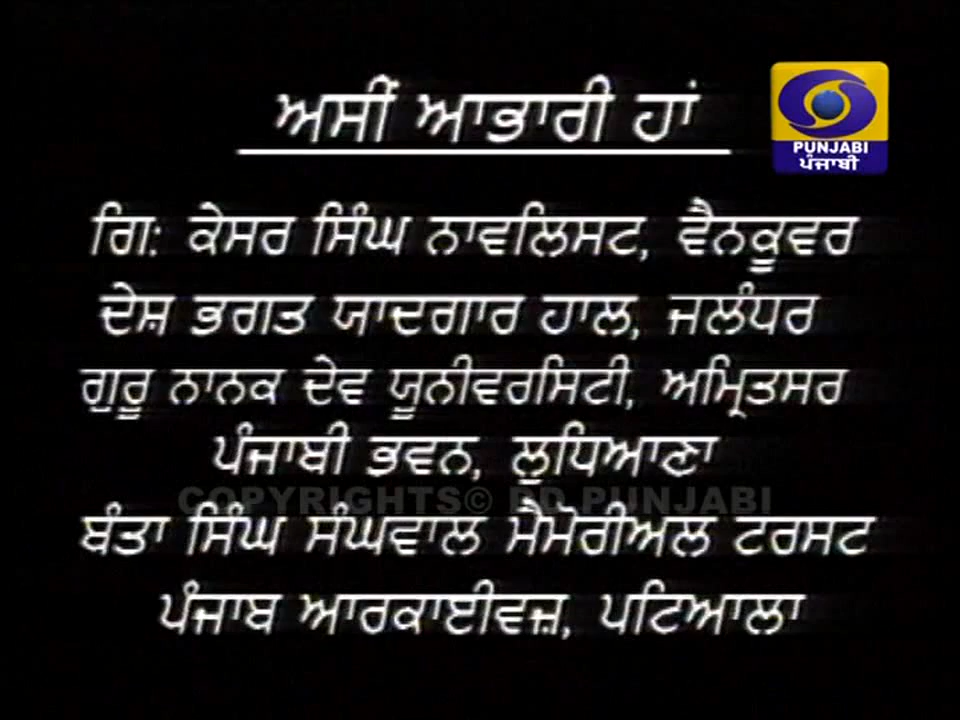 ਅਸੀਂ ਆਭਾਰੀ ਹਾਂ
PUNJABI
ਪੰਜਾਬੀ
ਗਿ: ਕੇਸਰ ਸਿੰਘ ਨਾਵਲਿਸਟ, ਵੈਨਕੂਵਰ
ਦੇਸ਼ ਭਗਤ ਯਾਦਗਾਰ ਹਾਲ, ਜਲੰਧਰ
ਗੁਰੂ ਨਾਨਕ ਦੇਵ ਯੂਨੀਵਰਸਿਟੀ, ਅਮ੍ਰਿਤਸਰ
ਪੰਜਾਬੀ ਭਵਨ, ਲੁਧਿਆਣਾ
COPYRIGHTS© DD PUNJABI
ਬੰਤਾ ਸਿੰਘ ਸੰਘਵਾਲ ਮੈਮੋਰੀਅਲ ਟਰਸਟ
ਪੰਜਾਬ ਆਰਕਾਈਵਜ਼, ਪਟਿਆਲਾ